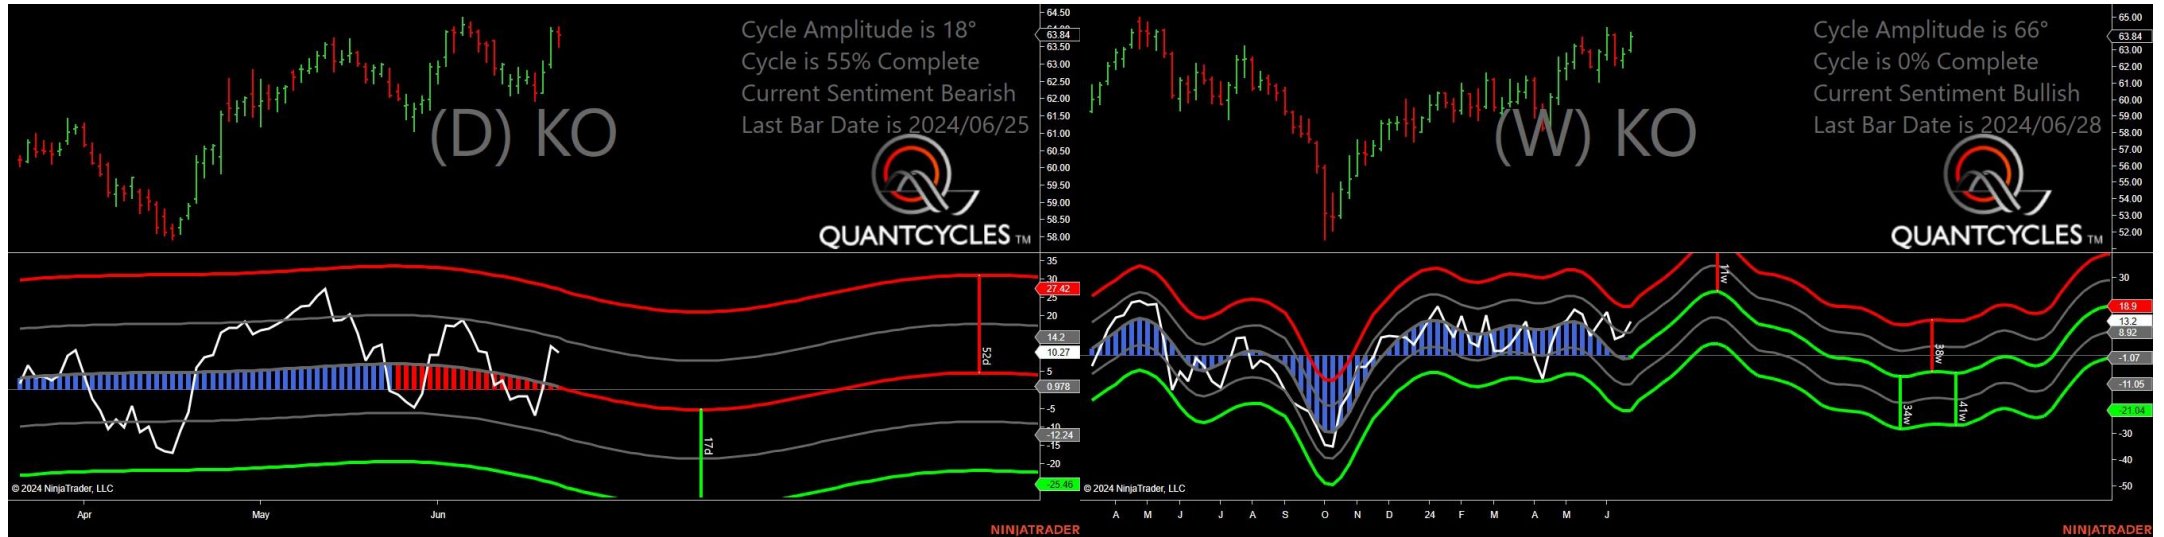 Cycle Amplitude is 18°
Cycle is 55% Complete
Current Sentiment Bearish
Last Bar Date is 2024/06/25
(D) KO
QUANTCYCLES TM
64.50
63.84
63.50
63.00
62.50
62.00
61.50
61.00
60.50
60.00
59.50
59.00
58.50
58.00
35
30
27.42
25
20
14.2
10.27
5
0.978
-5
-10
-12.24
-15
-20
-25.46
52d
17d
© 2024 NinjaTrader, LLC
Apr May Jun
NINJATRADER
Cycle Amplitude is 66°
Cycle is 0% Complete
Current Sentiment Bullish
Last Bar Date is 2024/06/28
(W) KO
QUANTCYCLES TM
65.00
63.84
63.00
62.00
61.00
60.00
59.00
58.00
57.00
56.00
55.00
54.00
53.00
52.00
30
18.9
13.2
8.92
-1.07
-11.05
-21.04
-30
-40
-50
11w
38w
34w
41w
© 2024 NinjaTrader, LLC
A M J J A S O N D 24 F M A M J
NINJATRADER